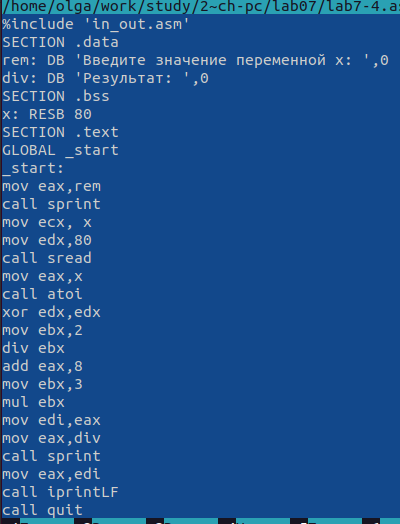 /home/olga/work/study/2~ch-pc/lab07/lab7-4.as
%include 'in_out.asm'
SECTION .data
rem: DB 'Введите значение переменной x: ',0
div: DB 'Результат: ',0
SECTION .bss
x: RESB 80
SECTION .text
GLOBAL _start
_start:
mov eax,rem
call sprint
mov ecx, x
mov edx,80
call sread
mov eax,x
call atoi
xor edx,edx
mov ebx,2
div ebx
add eax,8
mov ebx,3
mul ebx
mov edi,eax
mov eax,div
call sprint
mov eax,edi
call iprintLF
call quit